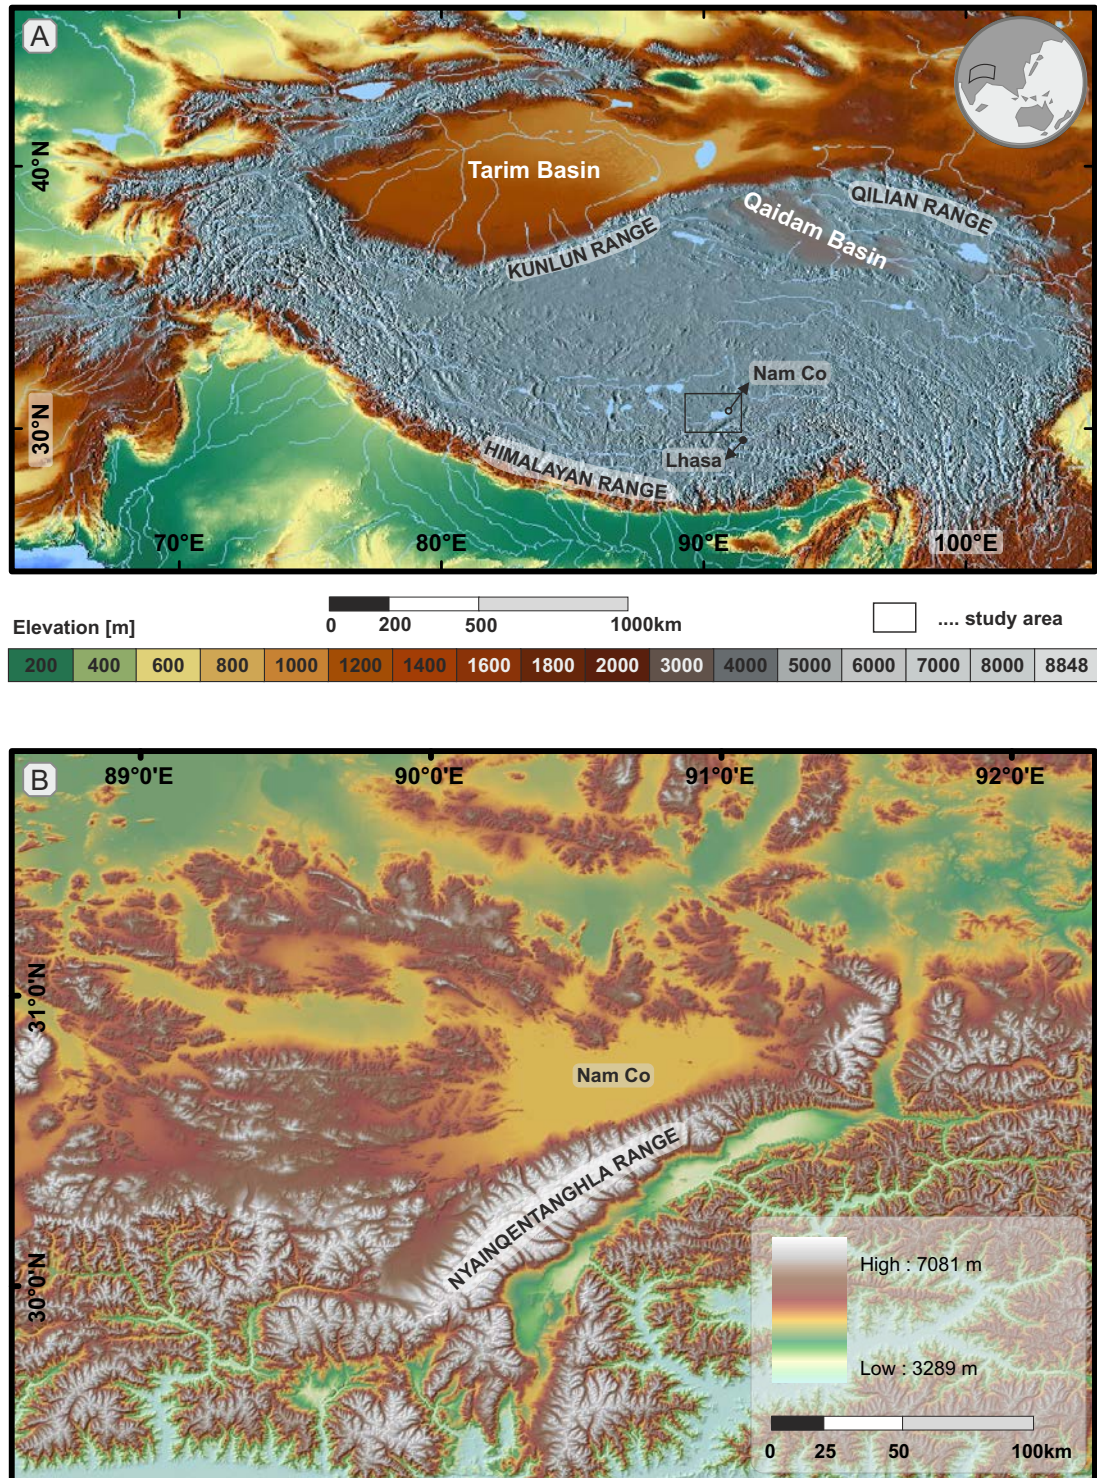 A
40°N
30°N
Tarim Basin
KUNLUN RANGE
Qaidam Basin
QILIAN RANGE
Nam Co
Lhasa
HIMALAYAN RANGE
70°E 80°E 90°E 100°E
Elevation [m]
0 200 500 1000km
.... study area
200 400 600 800 1000 1200 1400 1600 1800 2000 3000 4000 5000 6000 7000 8000 8848
B
89°0'E 90°0'E 91°0'E 92°0'E
31°0'N
30°0'N
Nam Co
NYAINQENTANGHLA RANGE
High : 7081 m
Low : 3289 m
0 25 50 100km